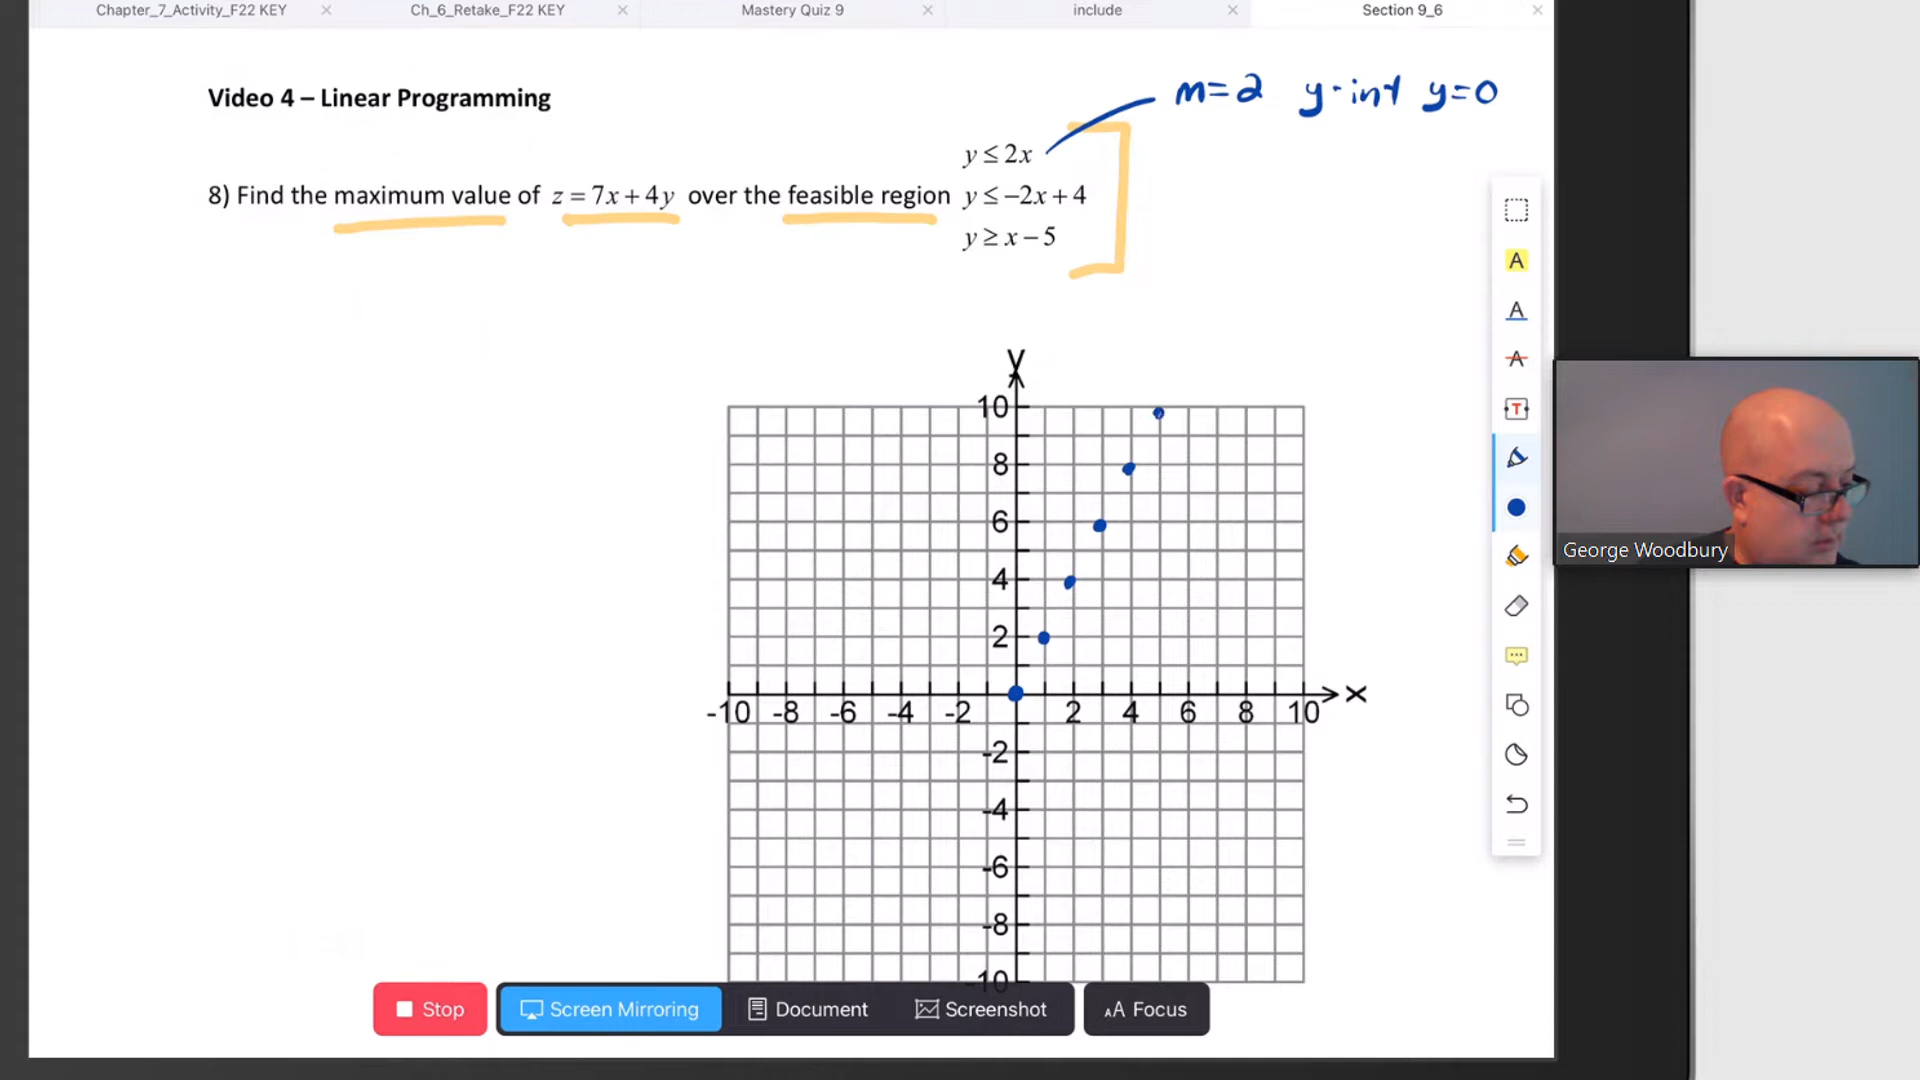 Chapter_7_Activity_F22 KEY × Ch_6_Retake_F22 KEY × Mastery Quiz 9 × include × Section 9_6 ×
Video 4 – Linear Programming
m=2 y-int y=0
y ≤ 2x
8) Find the maximum value of z = 7x + 4y over the feasible region y ≤ −2x + 4
y ≥ x − 5
y
10
8
6
4
2
-10 -8 -6 -4 -2 2 4 6 8 10 x
-2
-4
-6
-8
-10
A
A
A
T
George Woodbury
Stop Screen Mirroring Document Screenshot AA Focus